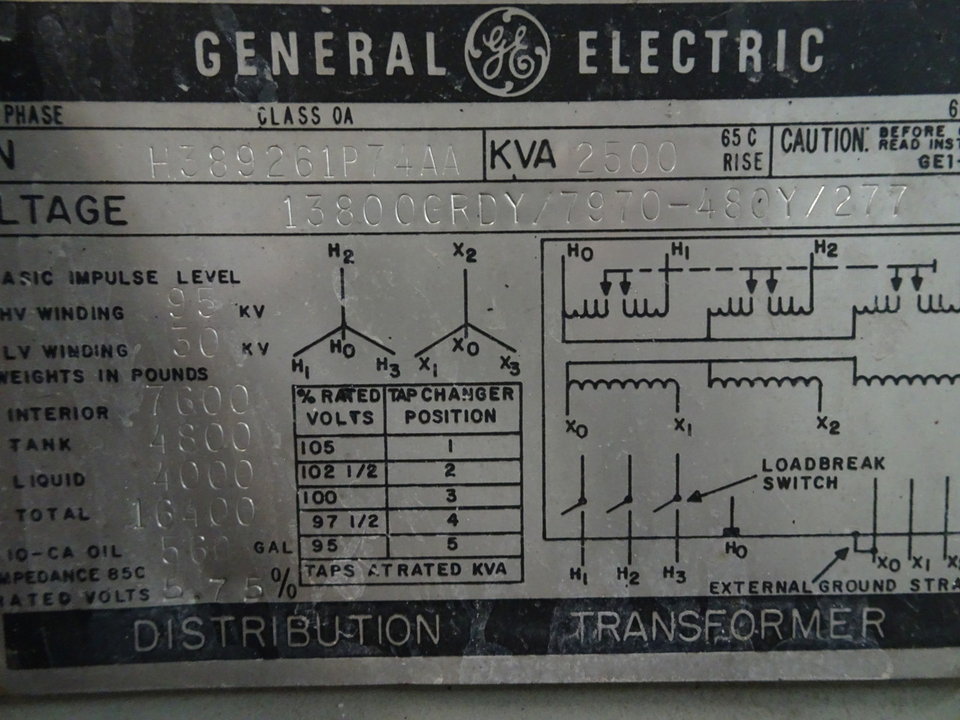 GENERAL GE ELECTRIC
PHASE CLASS OA 6
N H389261P74AA KVA 2500 65 C RISE CAUTION: BEFORE READ INST GE1-
LTAGE 13800GRDY/7970-480Y/277
ASIC IMPULSE LEVEL
HV WINDING 95 KV
LV WINDING 30 KV
WEIGHTS IN POUNDS
INTERIOR 7600
TANK 4800
LIQUID 4000
TOTAL 16400
10-CA OIL 560 GAL
MPEDANCE 85C
RATED VOLTS 5.75%
H2 X2
H0 X0
H1 H3 X1 X3
% RATED VOLTS TAP CHANGER POSITION
105 1
102 1/2 2
100 3
97 1/2 4
95 5
TAPS AT RATED KVA
H0 H1 H2
X0 X1 X2
LOADBREAK
SWITCH
H1 H2 H3 H0 X0 X1 X
EXTERNAL GROUND STRA
DISTRIBUTION TRANSFORMER